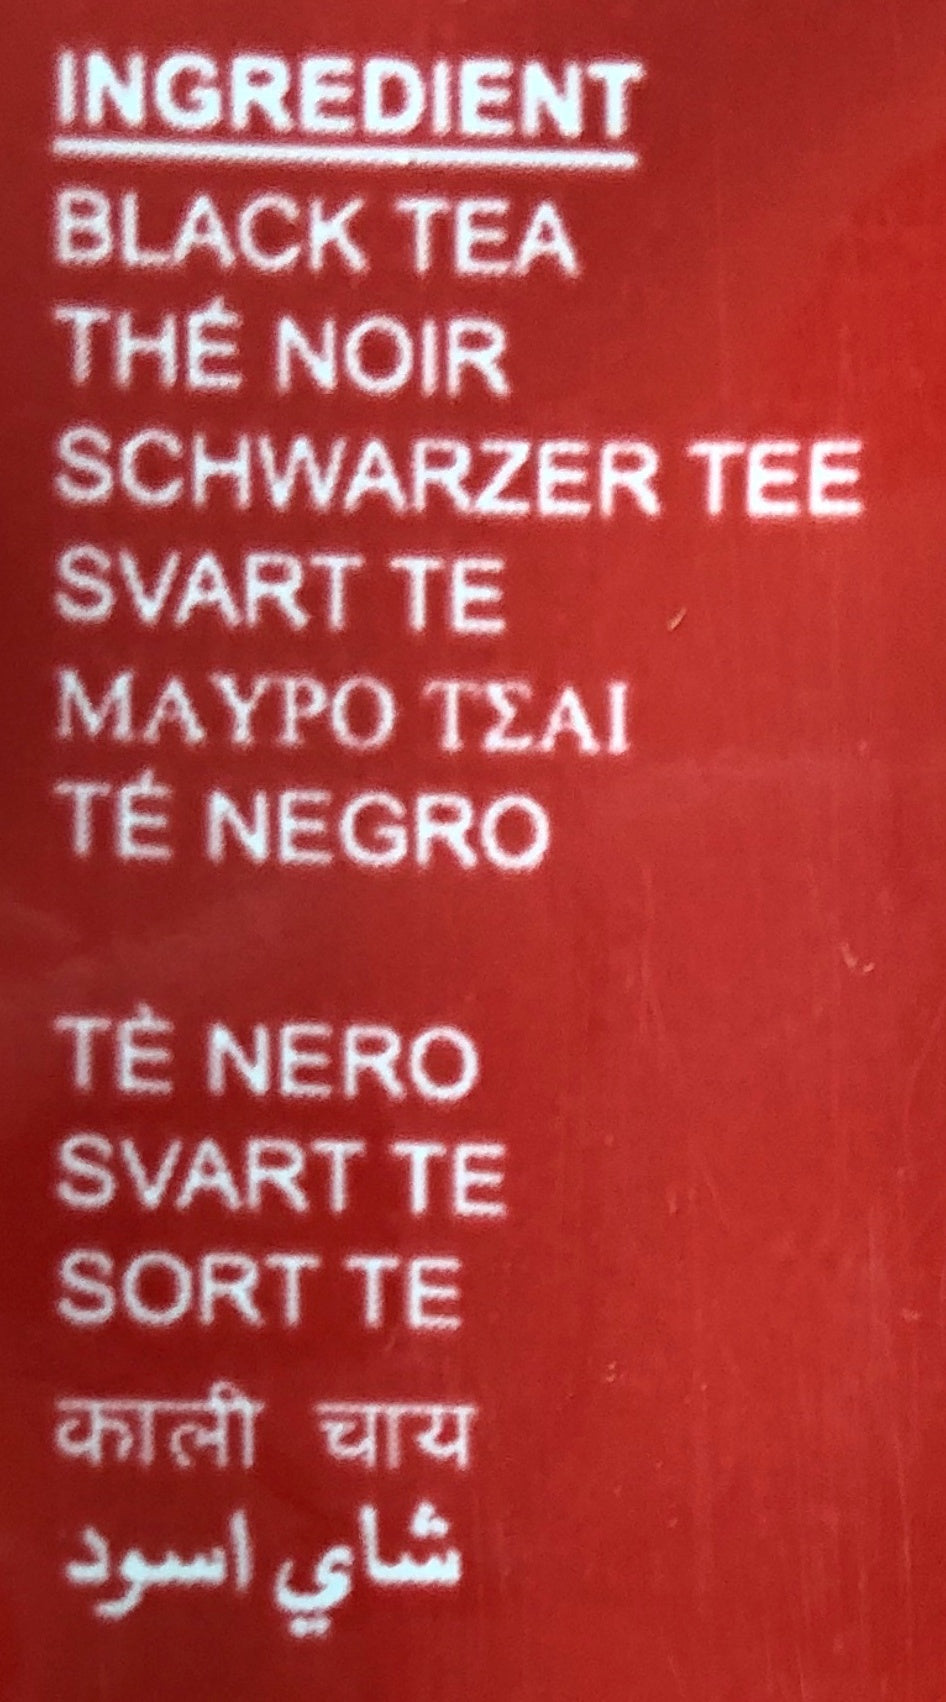 INGREDIENT
BLACK TEA
THÉ NOIR
SCHWARZER TEE
SVART TE
ΜΑΥΡΟ ΤΣΑΙ
TÉ NEGRO
TÈ NERO
SVART TE
SORT TE
काली चाय
شاي اسود